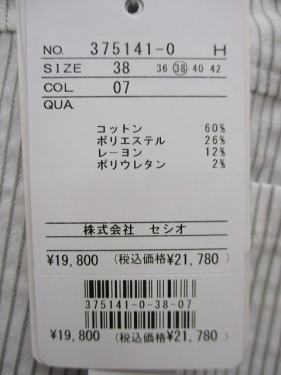 NO. 375141-0 H
SIZE 38 36 38 40 42
COL 07
QUA
コットン 60%
ポリエステル 26%
レーヨン 12%
ポリウレタン 2%
株式会社 セシオ
¥19,800 (税込価格¥21,780)
375141-0-38-07
¥19,800 (税込価格¥21,780)